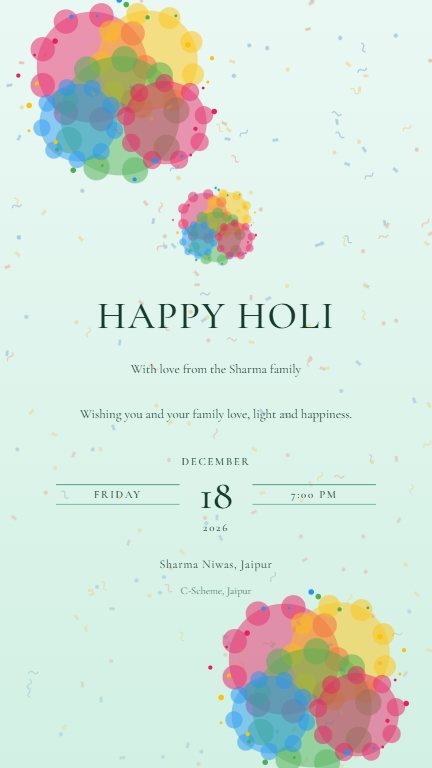 HAPPY HOLI
With love from the Sharma family
Wishing you and your family love, light and happiness.
DECEMBER
FRIDAY 18 7:00 PM
2026
Sharma Niwas, Jaipur
C-Scheme, Jaipur